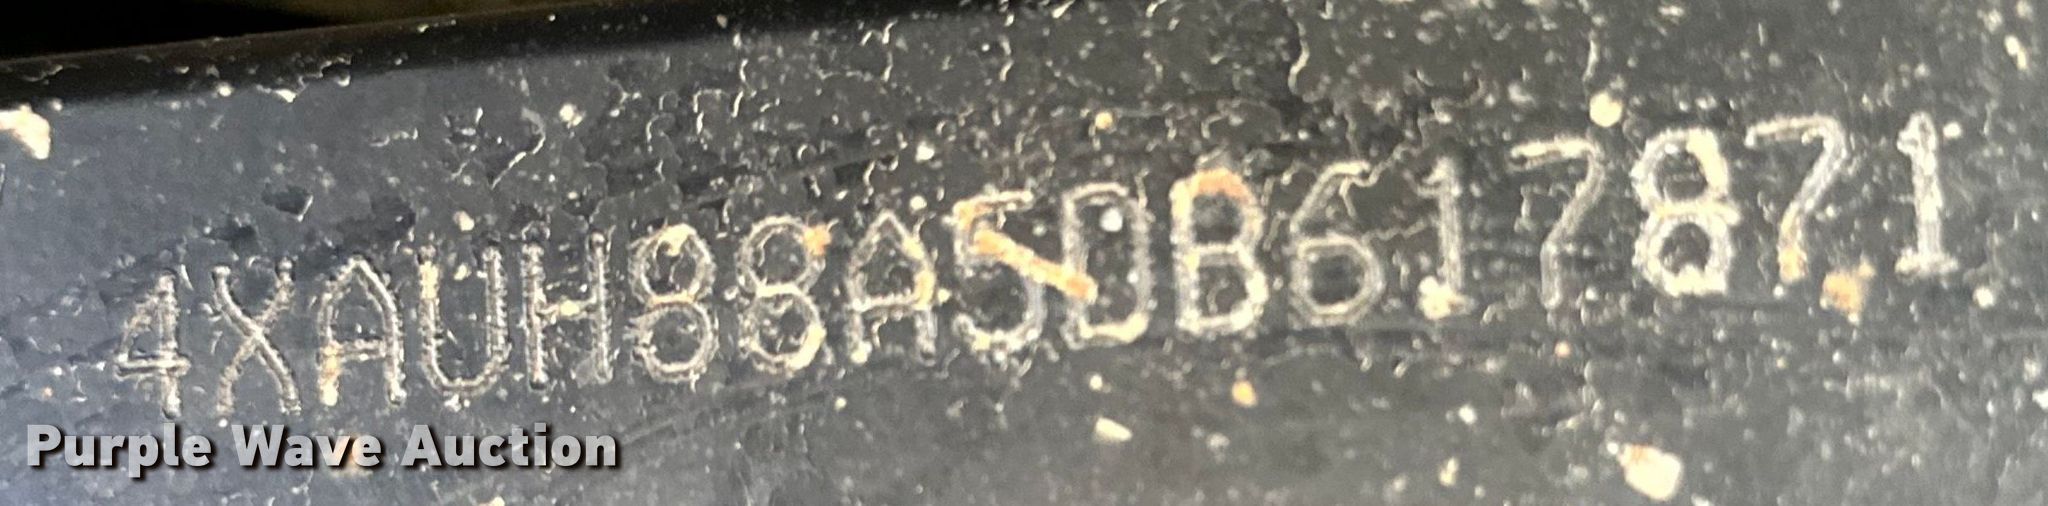 4XAUH88A5DB617871
Purple Wave Auction